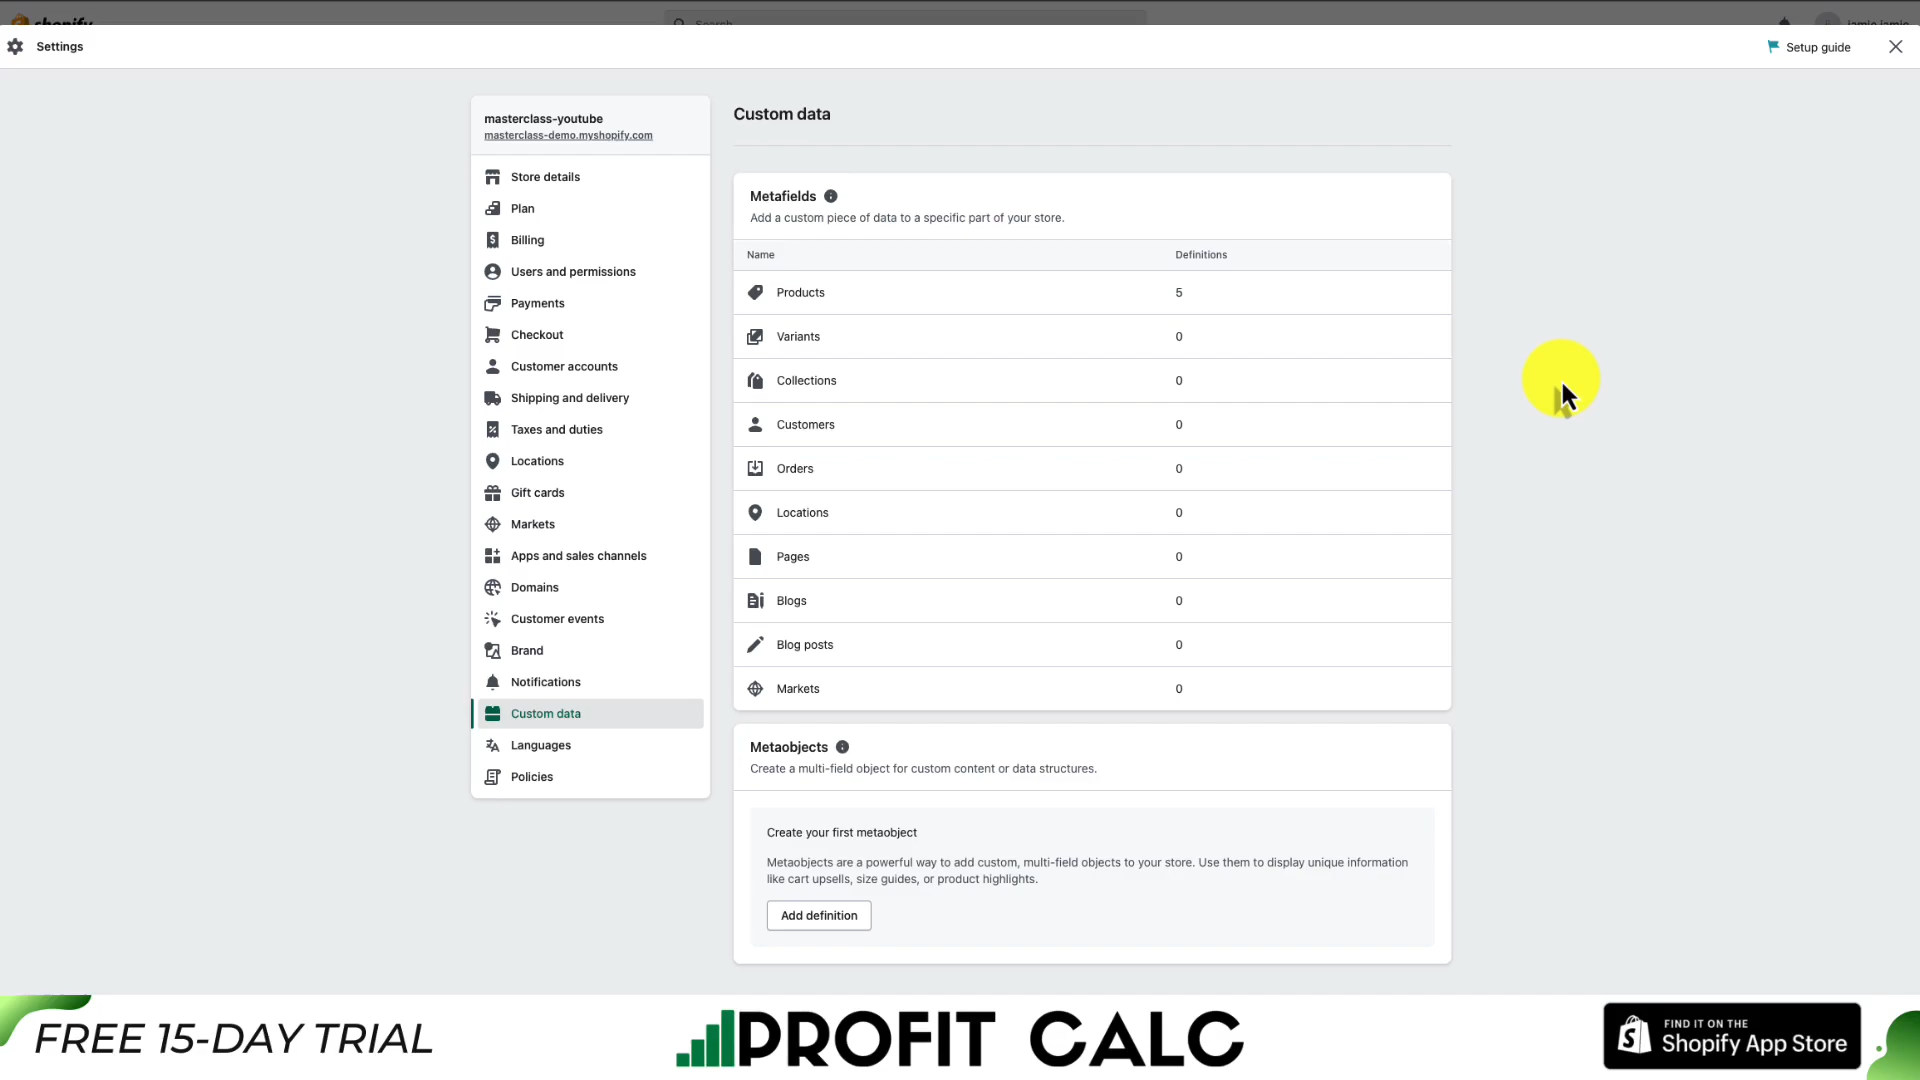 shopify
Search
jamie jamie
Settings
Setup guide
masterclass-youtube
masterclass-demo.myshopify.com
Store details
Plan
Billing
Users and permissions
Payments
Checkout
Customer accounts
Shipping and delivery
Taxes and duties
Locations
Gift cards
Markets
Apps and sales channels
Domains
Customer events
Brand
Notifications
Custom data
Languages
Policies
Custom data
Metafields
Add a custom piece of data to a specific part of your store.
Name Definitions
Products 5
Variants 0
Collections 0
Customers 0
Orders 0
Locations 0
Pages 0
Blogs 0
Blog posts 0
Markets 0
Metaobjects
Create a multi-field object for custom content or data structures.
Create your first metaobject
Metaobjects are a powerful way to add custom, multi-field objects to your store. Use them to display unique information
like cart upsells, size guides, or product highlights.
Add definition
FREE 15-DAY TRIAL
PROFIT CALC
FIND IT ON THE
Shopify App Store